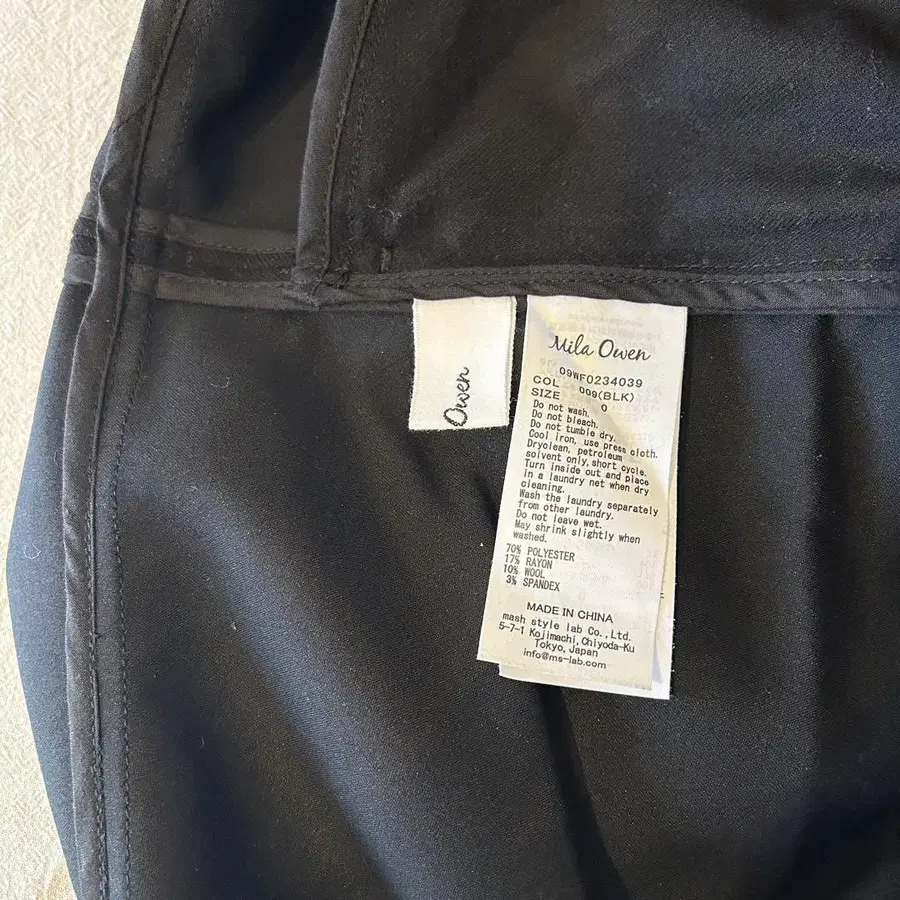 Owen
Mila Owen
09WF0234039
COL 009(BLK)
SIZE 0
Do not wash.
Do not bleach.
Do not tumble dry.
Cool iron, use press cloth.
Dryclean, petroleum
solvent only, short cycle.
Turn inside out and place
in a laundry net when dry
cleaning.
Wash the laundry separately
from other laundry.
Do not leave wet.
May shrink slightly when
washed.
70% POLYESTER
17% RAYON
10% WOOL
3% SPANDEX
MADE IN CHINA
mash style lab Co.,Ltd.
5-7-1 Kojimachi,Chiyoda-Ku
Tokyo, Japan
info@ms-lab.com